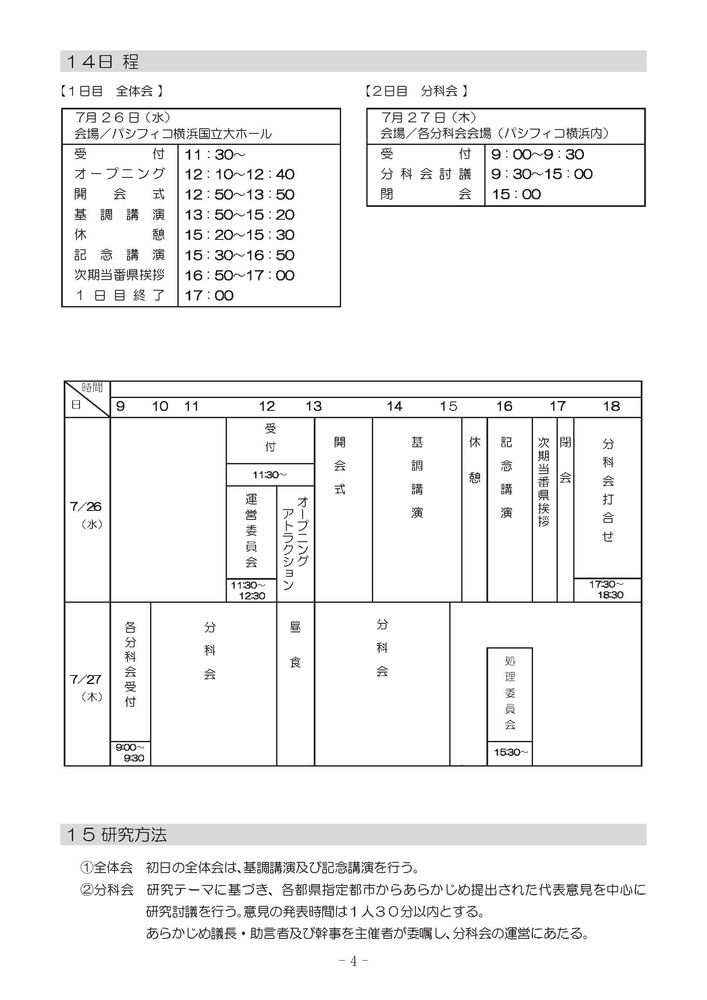 １４日 程
【１日目　全体会】
７月２６日（水）
会場／パシフィコ横浜国立大ホール
受付 11：30～
オープニング 12：10～12：40
開会式 12：50～13：50
基調講演 13：50～15：20
休憩 15：20～15：30
記念講演 15：30～16：50
次期当番県挨拶 16：50～17：00
１日目終了 17：00
【２日目　分科会】
７月２７日（木）
会場／各分科会会場（パシフィコ横浜内）
受付 9：00～9：30
分科会討議 9：30～15：00
閉会 15：00
時間
日
9 10 11 12 13 14 15 16 17 18
7／26
（水）
受付
11:30～
運営委員会
11:30～
12:30
オープニング
アトラクション
開会式
基調講演
休憩
記念講演
次期当番県挨拶
閉会
分科会打合せ
17:30～
18:30
7／27
（木）
各分科会受付
9:00～
9:30
分科会
昼食
分科会
処理委員会
15:30～
１５ 研究方法
①全体会　初日の全体会は、基調講演及び記念講演を行う。
②分科会　研究テーマに基づき、各都県指定都市からあらかじめ提出された代表意見を中心に
研究討議を行う。意見の発表時間は１人３０分以内とする。
あらかじめ議長・助言者及び幹事を主催者が委嘱し、分科会の運営にあたる。
- 4 -